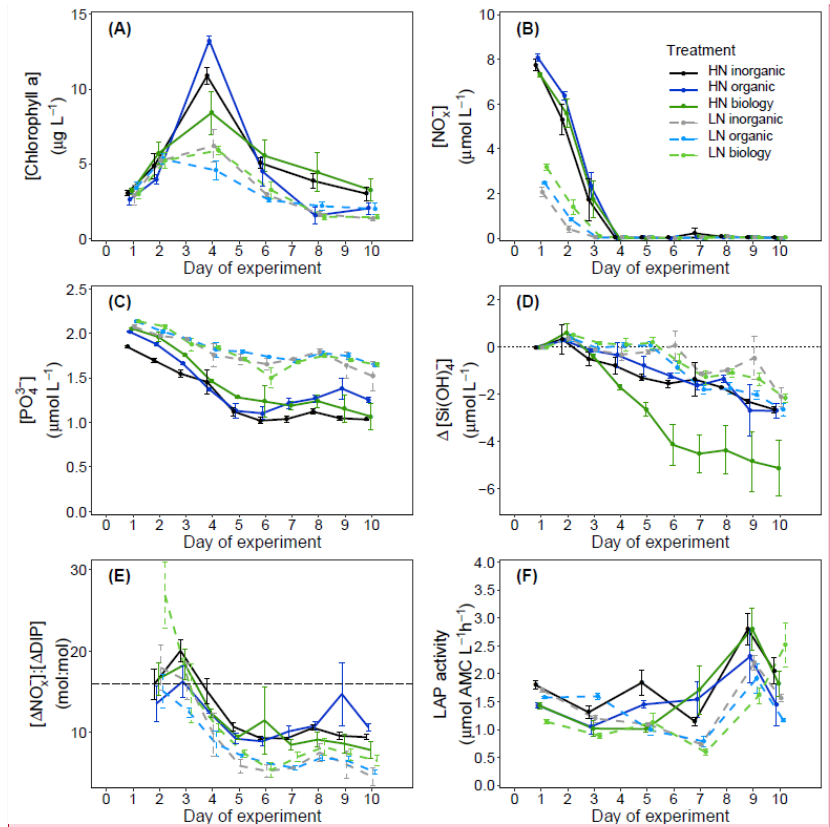 (A)
[Chlorophyll a]
(μg L−1)
15
10
5
0
0 1 2 3 4 5 6 7 8 9 10
Day of experiment
(B)
[NOx−]
(μmol L−1)
10
8
6
4
2
0
Treatment
HN inorganic
HN organic
HN biology
LN inorganic
LN organic
LN biology
0 1 2 3 4 5 6 7 8 9 10
Day of experiment
(C)
[PO43−]
(μmol L−1)
2.5
2.0
1.5
1.0
0.5
0.0
0 1 2 3 4 5 6 7 8 9 10
Day of experiment
(D)
Δ [Si(OH)4−]
(μmol L−1)
2
0
−2
−4
−6
0 1 2 3 4 5 6 7 8 9 10
Day of experiment
(E)
[ΔNOx−]:[ΔDIP]
(mol:mol)
30
20
10
0 1 2 3 4 5 6 7 8 9 10
Day of experiment
(F)
LAP activity
(μmol AMC L−1h−1)
4.0
3.5
3.0
2.5
2.0
1.5
1.0
0.5
0.0
0 1 2 3 4 5 6 7 8 9 10
Day of experiment